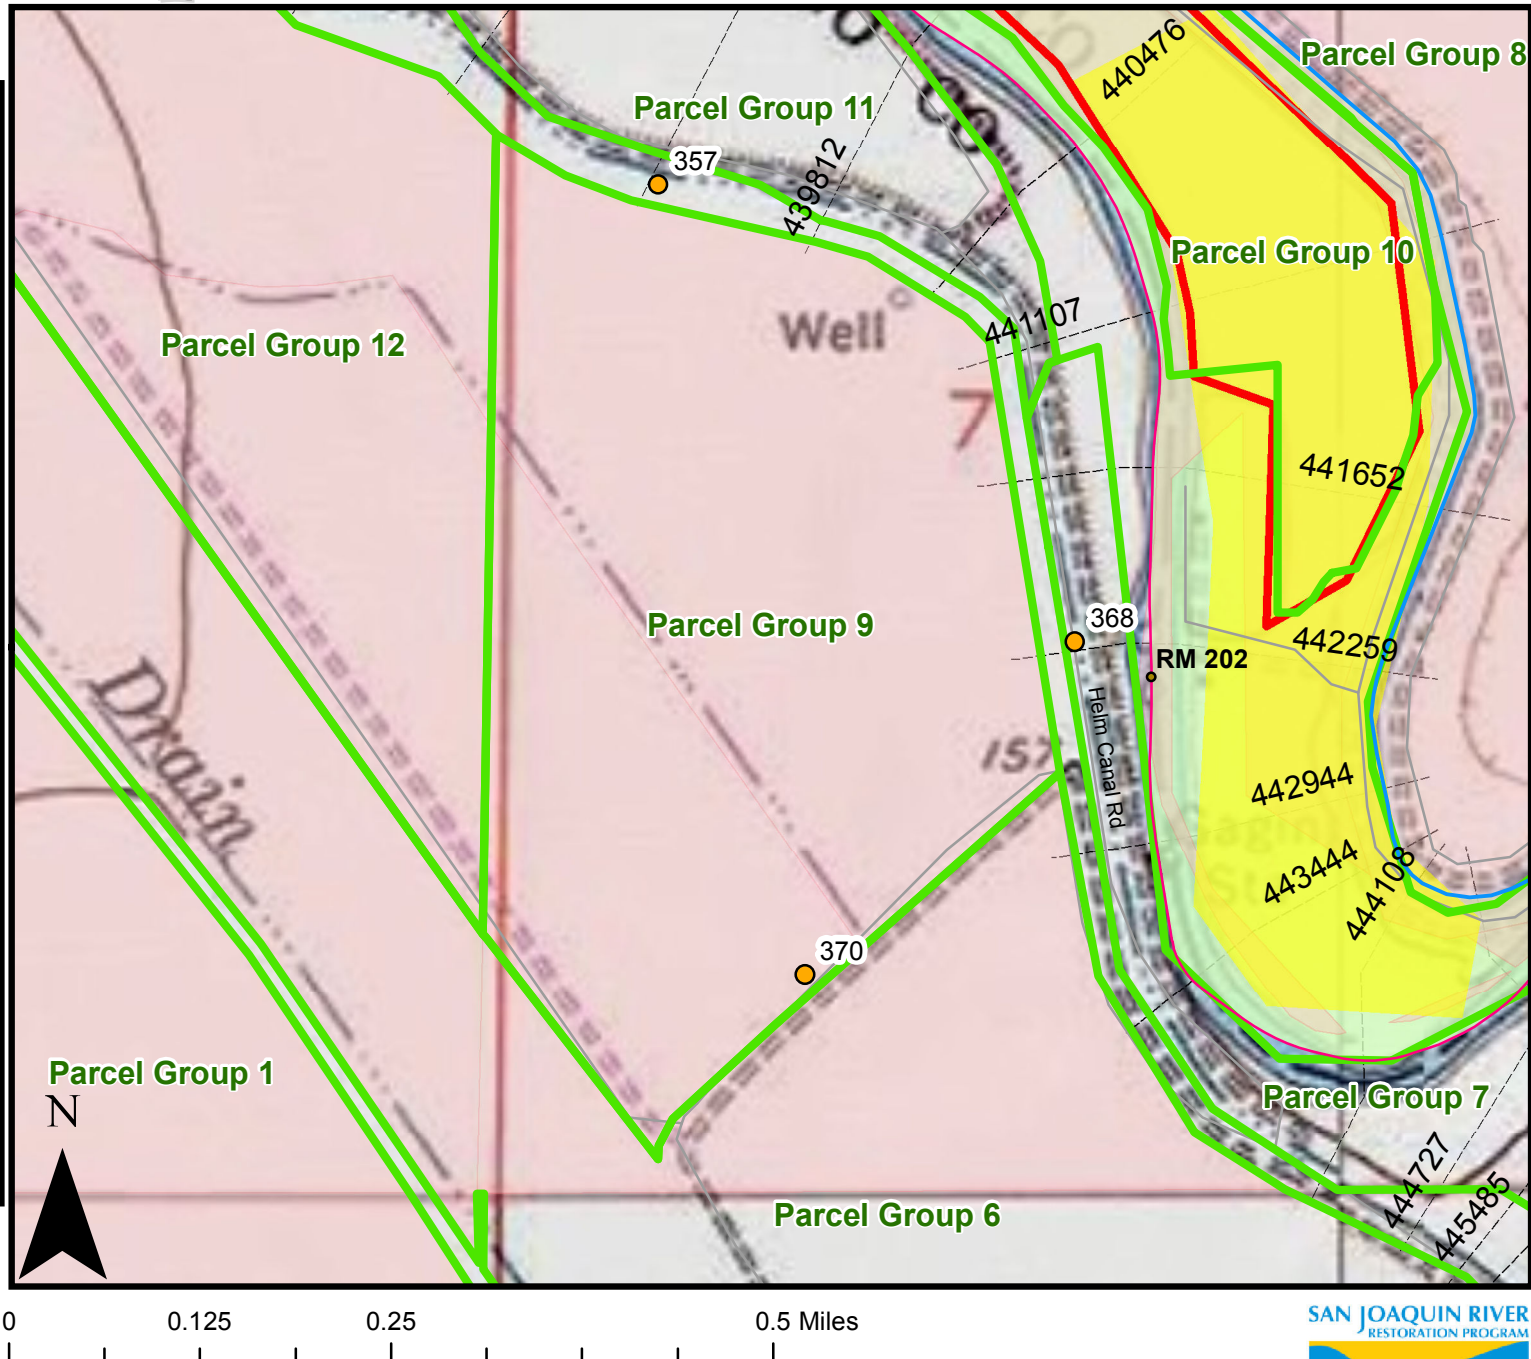 Parcel Group 8
440476
Parcel Group 11
357
439812
Parcel Group 10
Well
441107
Parcel Group 12
7
441652
368
Parcel Group 9
442259
RM 202
Drain
Helm Canal Rd
157
442944
443444
444108
370
Parcel Group 1
N
Parcel Group 7
444727
445485
Parcel Group 6
0 0.125 0.25 0.5 Miles
SAN JOAQUIN RIVER
RESTORATION PROGRAM